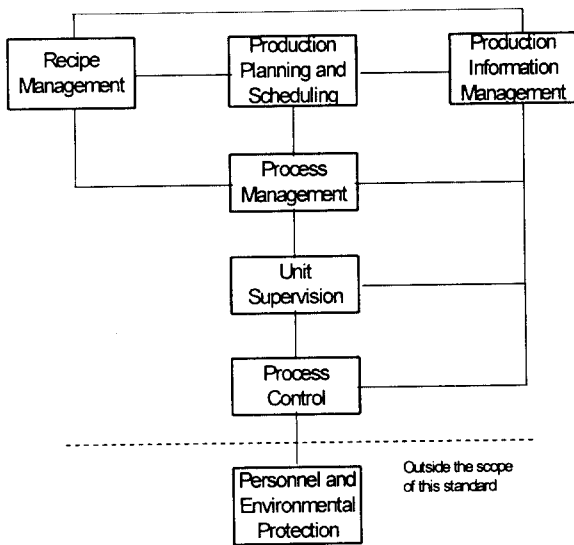 Recipe
Management
Production
Planning and
Scheduling
Production
Information
Management
Process
Management
Unit
Supervision
Process
Control
Personnel and
Environmental
Protection
Outside the scope
of this standard